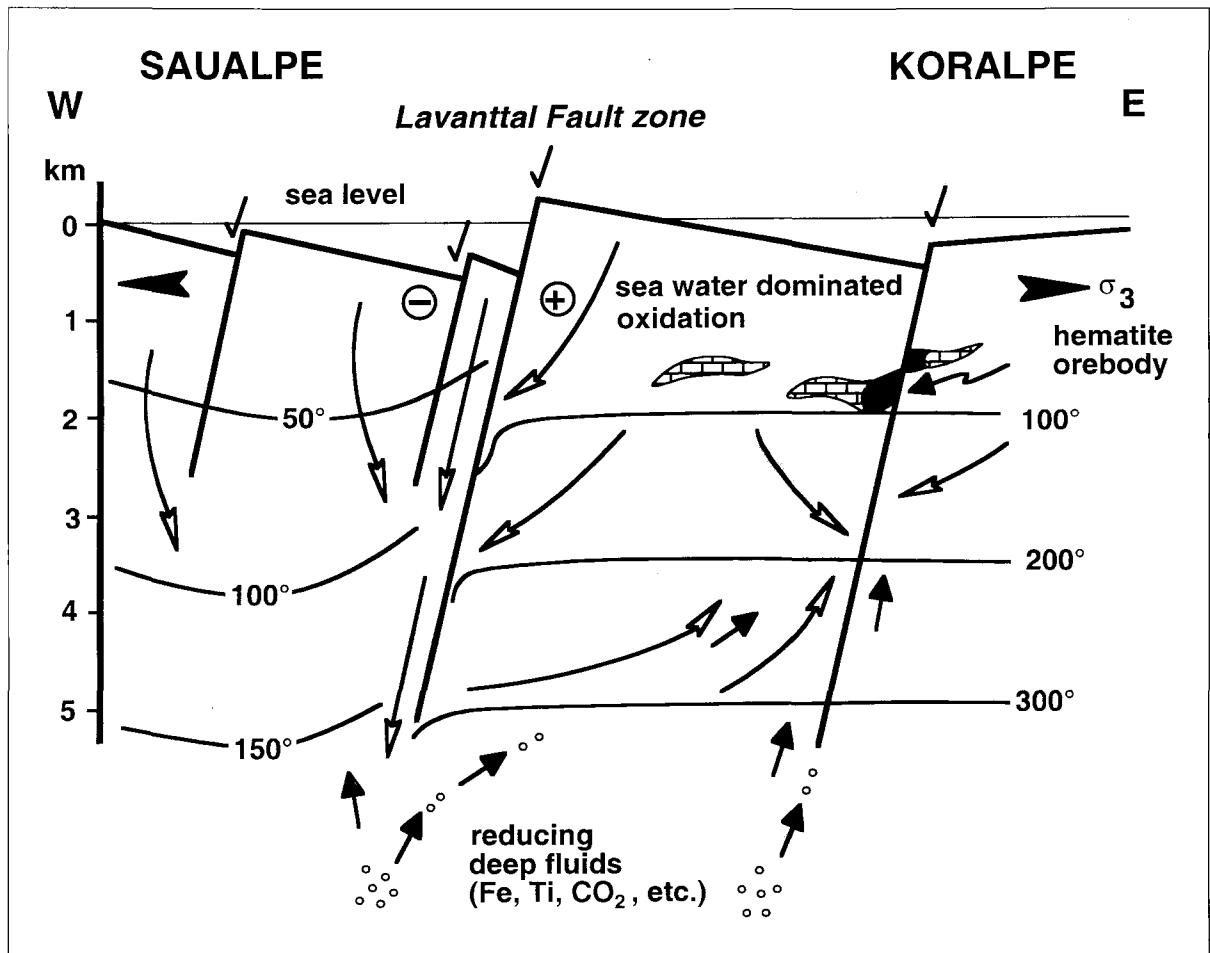 SAUALPE
KORALPE
W
E
Lavanttal Fault zone
km
sea level
0
sea water dominated
oxidation
σ3
hematite
orebody
1
50°
2
100°
3
200°
100°
4
300°
5
150°
reducing
deep fluids
(Fe, Ti, CO₂, etc.)